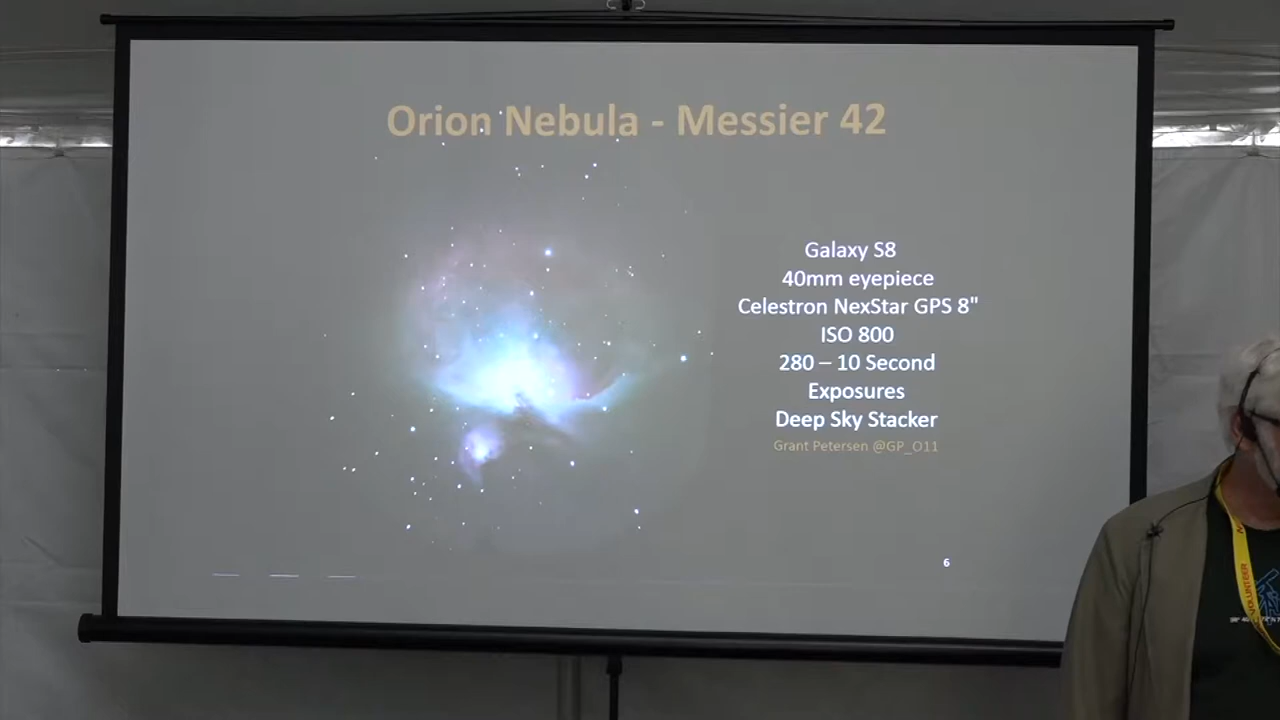 Orion Nebula - Messier 42
Galaxy S8
40mm eyepiece
Celestron NexStar GPS 8"
ISO 800
280 – 10 Second
Exposures
Deep Sky Stacker
Grant Petersen @GP_O11
6
VOLUNTEER